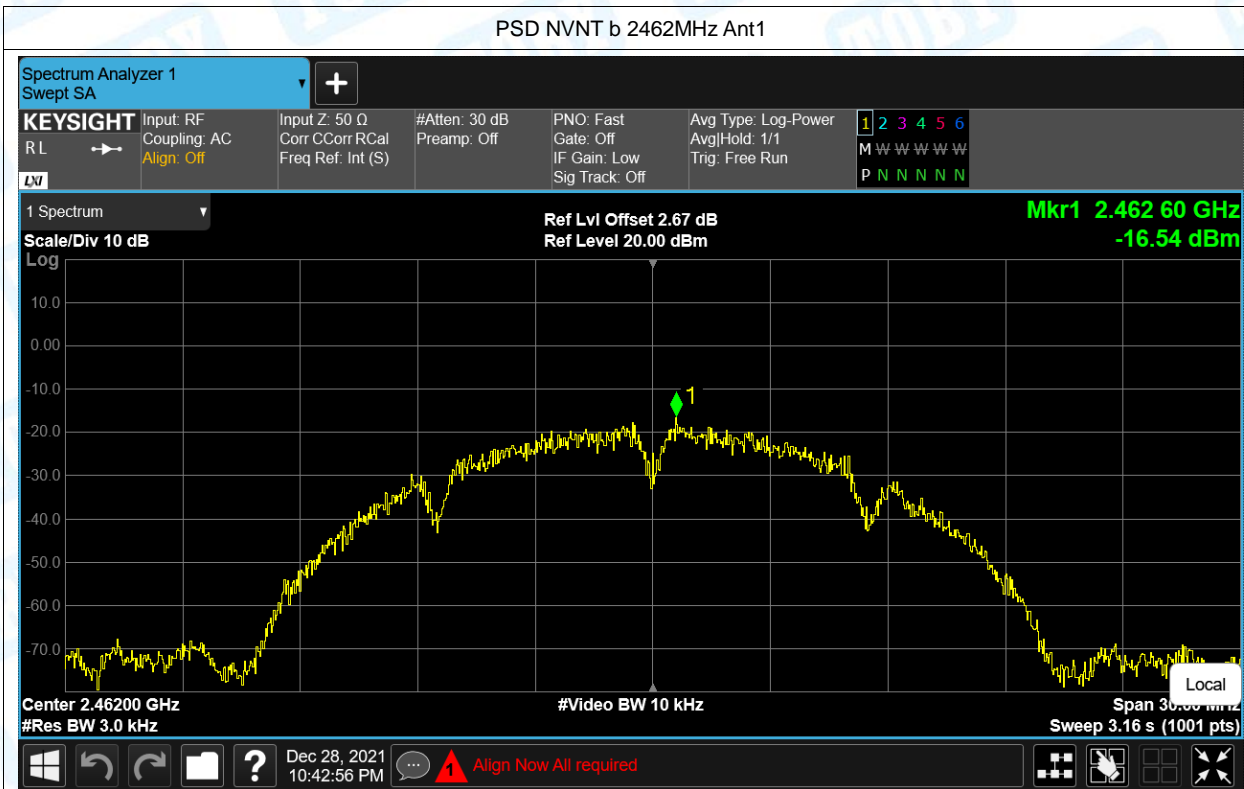 PSD NVNT b 2462MHz Ant1
Spectrum Analyzer 1
Swept SA
KEYSIGHT
R L
LXI
Input: RF
Coupling: AC
Align: Off
Input Z: 50 Ω
Corr CCorr RCal
Freq Ref: Int (S)
#Atten: 30 dB
Preamp: Off
PNO: Fast
Gate: Off
IF Gain: Low
Sig Track: Off
Avg Type: Log-Power
Avg|Hold: 1/1
Trig: Free Run
1 2 3 4 5 6
M W W W W W
P N N N N N
1 Spectrum
Scale/Div 10 dB
Log
Ref Lvl Offset 2.67 dB
Ref Level 20.00 dBm
Mkr1 2.462 60 GHz
-16.54 dBm
10.0
0.00
-10.0
1
-20.0
-30.0
-40.0
-50.0
-60.0
-70.0
Local
Center 2.46200 GHz
#Video BW 10 kHz
Span 30.00 MHz
#Res BW 3.0 kHz
Sweep 3.16 s (1001 pts)
?
Dec 28, 2021
10:42:56 PM
1
Align Now All required